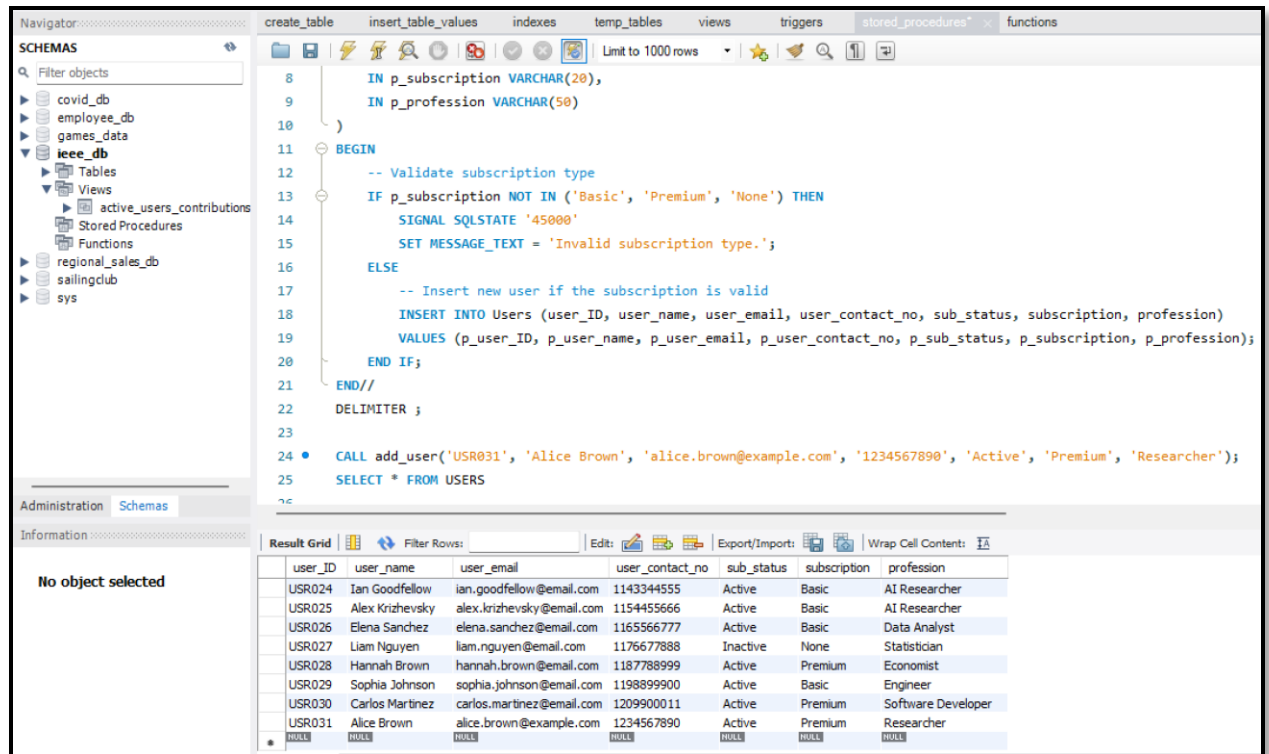 Navigator
SCHEMAS
Filter objects
covid_db
employee_db
games_data
ieee_db
Tables
Views
active_users_contributions
Stored Procedures
Functions
regional_sales_db
sailingclub
sys
Administration Schemas
Information
No object selected
create_table insert_table_values indexes temp_tables views triggers stored_procedures* × functions
Limit to 1000 rows
8 IN p_subscription VARCHAR(20),
9 IN p_profession VARCHAR(50)
10 )
11 BEGIN
12 -- Validate subscription type
13 IF p_subscription NOT IN ('Basic', 'Premium', 'None') THEN
14 SIGNAL SQLSTATE '45000'
15 SET MESSAGE_TEXT = 'Invalid subscription type.';
16 ELSE
17 -- Insert new user if the subscription is valid
18 INSERT INTO Users (user_ID, user_name, user_email, user_contact_no, sub_status, subscription, profession)
19 VALUES (p_user_ID, p_user_name, p_user_email, p_user_contact_no, p_sub_status, p_subscription, p_profession);
20 END IF;
21 END//
22 DELIMITER ;
23
24 CALL add_user('USR031', 'Alice Brown', 'alice.brown@example.com', '1234567890', 'Active', 'Premium', 'Researcher');
25 SELECT * FROM USERS
26
Result Grid Filter Rows: Edit: Export/Import: Wrap Cell Content:
user_ID user_name user_email user_contact_no sub_status subscription profession
USR024 Ian Goodfellow ian.goodfellow@email.com 1143344555 Active Basic AI Researcher
USR025 Alex Krizhevsky alex.krizhevsky@email.com 1154455666 Active Basic AI Researcher
USR026 Elena Sanchez elena.sanchez@email.com 1165566777 Active Basic Data Analyst
USR027 Liam Nguyen liam.nguyen@email.com 1176677888 Inactive None Statistician
USR028 Hannah Brown hannah.brown@email.com 1187788999 Active Premium Economist
USR029 Sophia Johnson sophia.johnson@email.com 1198899900 Active Basic Engineer
USR030 Carlos Martinez carlos.martinez@email.com 1209900011 Active Premium Software Developer
USR031 Alice Brown alice.brown@example.com 1234567890 Active Premium Researcher
NULL NULL NULL NULL NULL NULL NULL